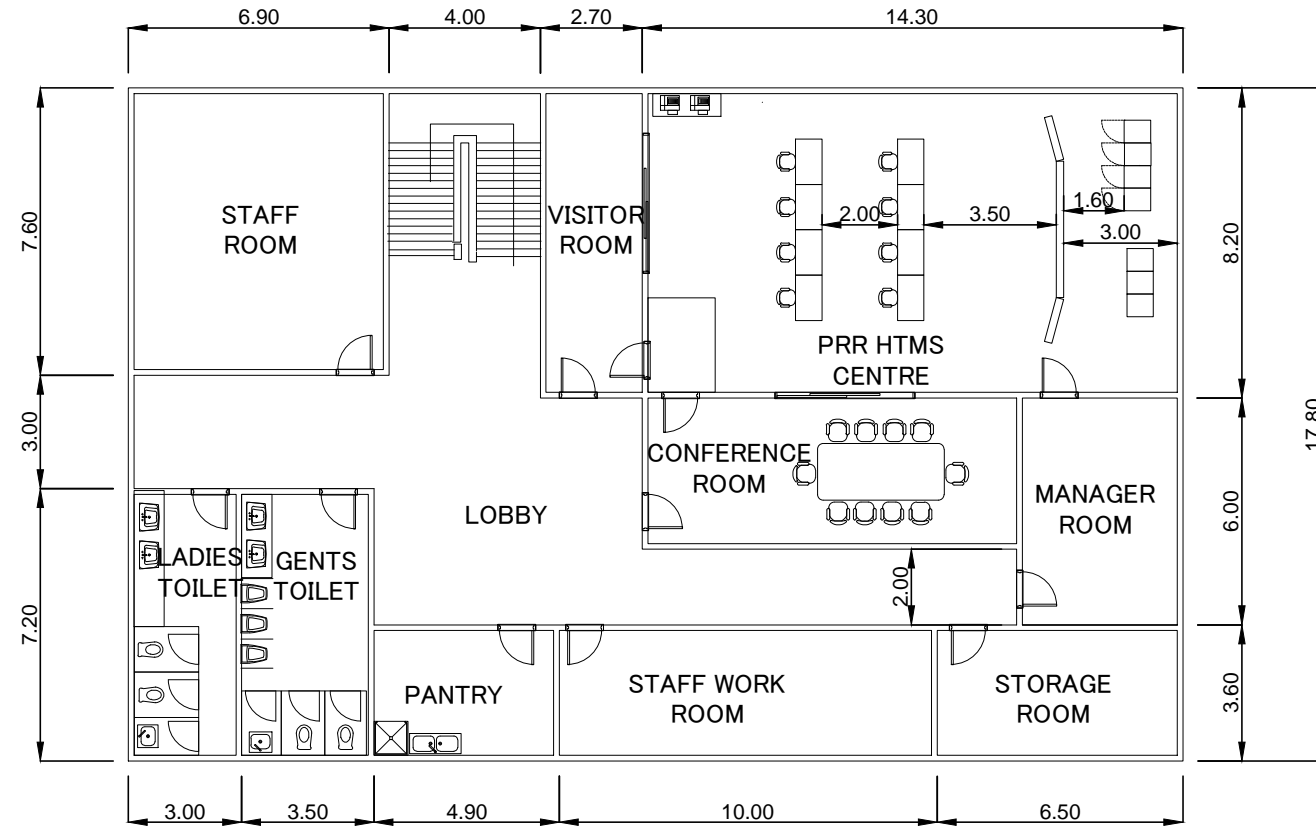 6.90
4.00
2.70
14.30
7.60
3.00
7.20
STAFF
ROOM
VISITOR
ROOM
2.00
3.50
1.60
3.00
PRR HTMS
CENTRE
8.20
6.00
3.60
17.80
CONFERENCE
ROOM
MANAGER
ROOM
LOBBY
LADIES
TOILET
GENTS
TOILET
2.00
PANTRY
STAFF WORK
ROOM
STORAGE
ROOM
3.00
3.50
4.90
10.00
6.50